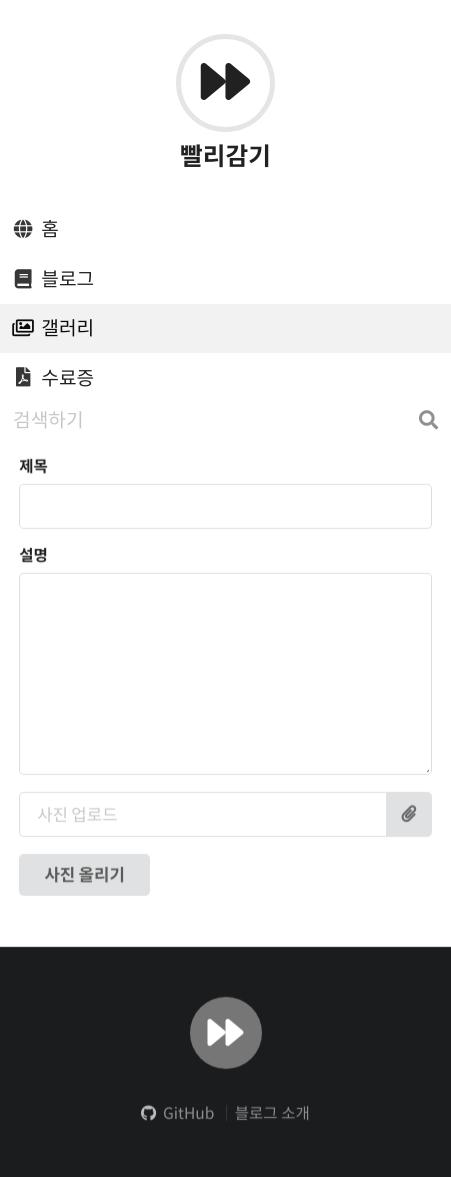 빨리감기
홈
블로그
갤러리
수료증
검색하기
제목
설명
사진 업로드
사진 올리기
GitHub 블로그 소개